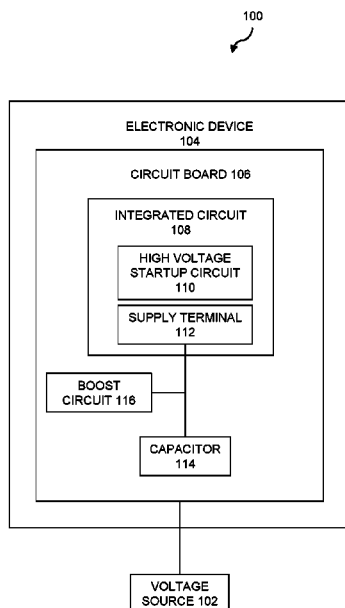 100
ELECTRONIC DEVICE
104
CIRCUIT BOARD 106
INTEGRATED CIRCUIT
108
HIGH VOLTAGE
STARTUP CIRCUIT
110
SUPPLY TERMINAL
112
BOOST
CIRCUIT 116
CAPACITOR
114
VOLTAGE
SOURCE 102